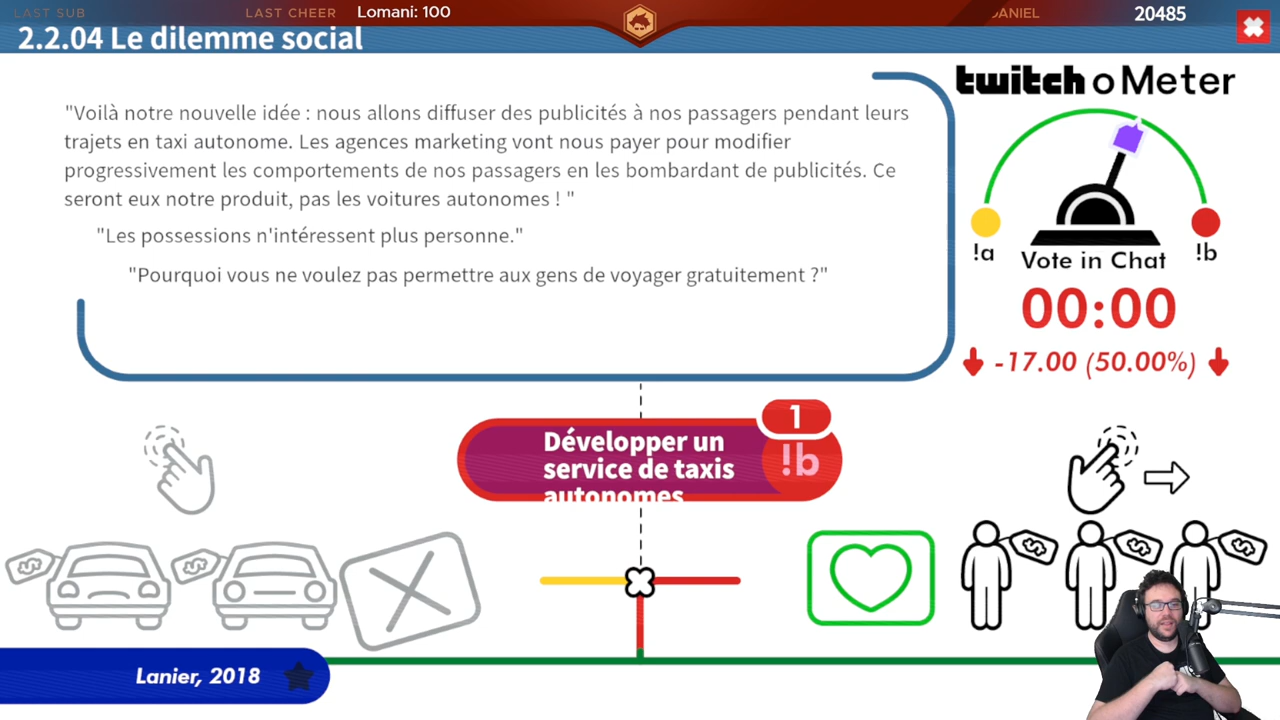 LAST SUB
LAST CHEER
Lomani: 100
DANIEL
20485
2.2.04 Le dilemme social
"Voilà notre nouvelle idée : nous allons diffuser des publicités à nos passagers pendant leurs
trajets en taxi autonome. Les agences marketing vont nous payer pour modifier
progressivement les comportements de nos passagers en les bombardant de publicités. Ce
seront eux notre produit, pas les voitures autonomes ! "
"Les possessions n'intéressent plus personne."
"Pourquoi vous ne voulez pas permettre aux gens de voyager gratuitement ?"
twitch o Meter
!a
Vote in Chat
!b
00:00
-17.00 (50.00%)
1
Développer un
service de taxis
autonomes
!b
Lanier, 2018